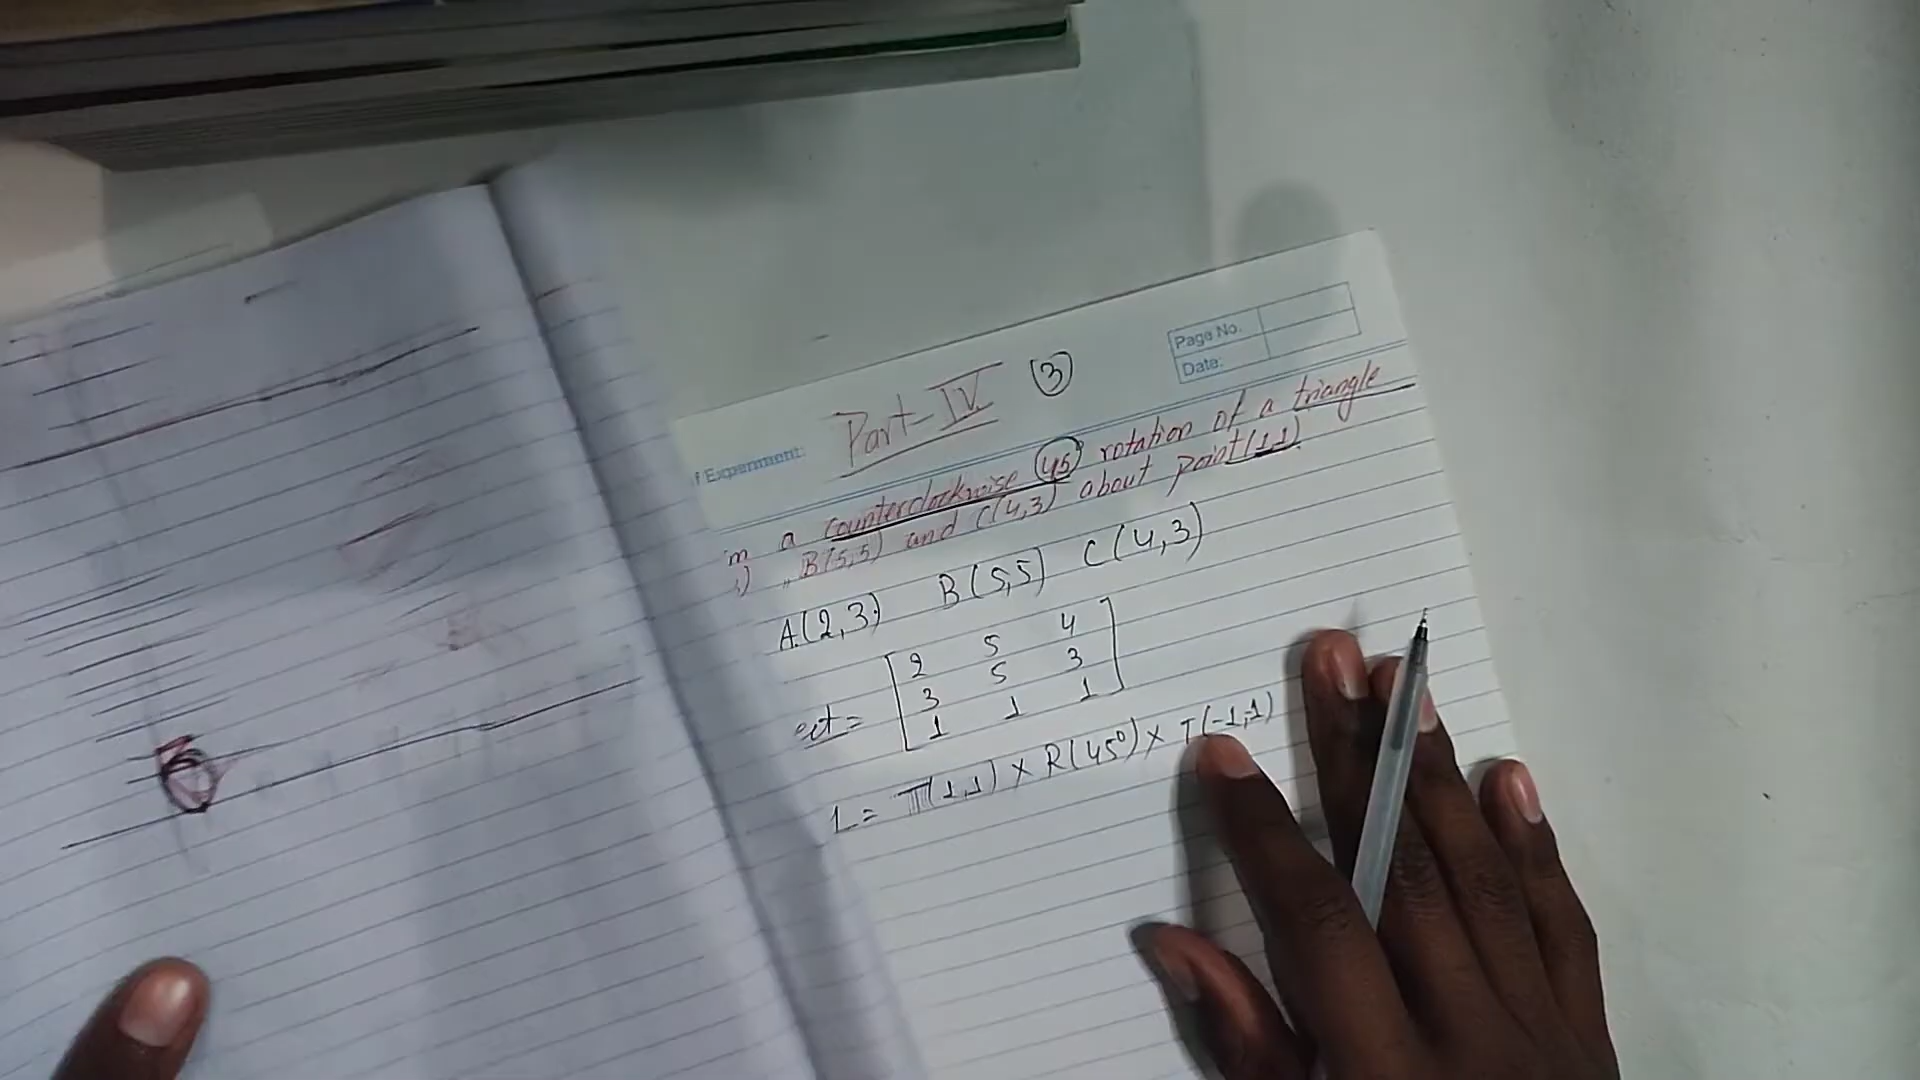 Part-IV ③
Page No.
Date:
f Experiment:
m a counterclockwise 45° rotation of a triangle
B(5,5) and C(4,3) about point (1,1).
A(2,3) B(5,5) C(4,3)
ect = [ 2 5 4
3 5 3
1 1 1 ]
L = T(1,1) × R(45°) × T(-1,-1)